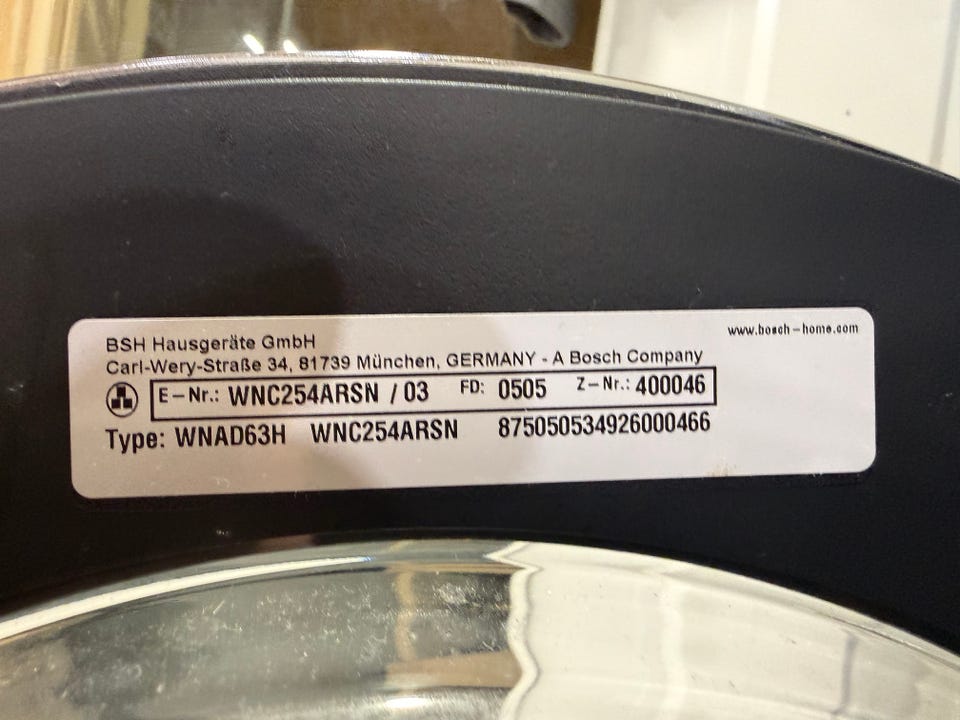 www.bosch-home.com
BSH Hausgeräte GmbH
Carl-Wery-Straße 34, 81739 München, GERMANY - A Bosch Company
E-Nr.: WNC254ARSN / 03 FD: 0505 Z-Nr.: 400046
Type: WNAD63H WNC254ARSN 875050534926000466